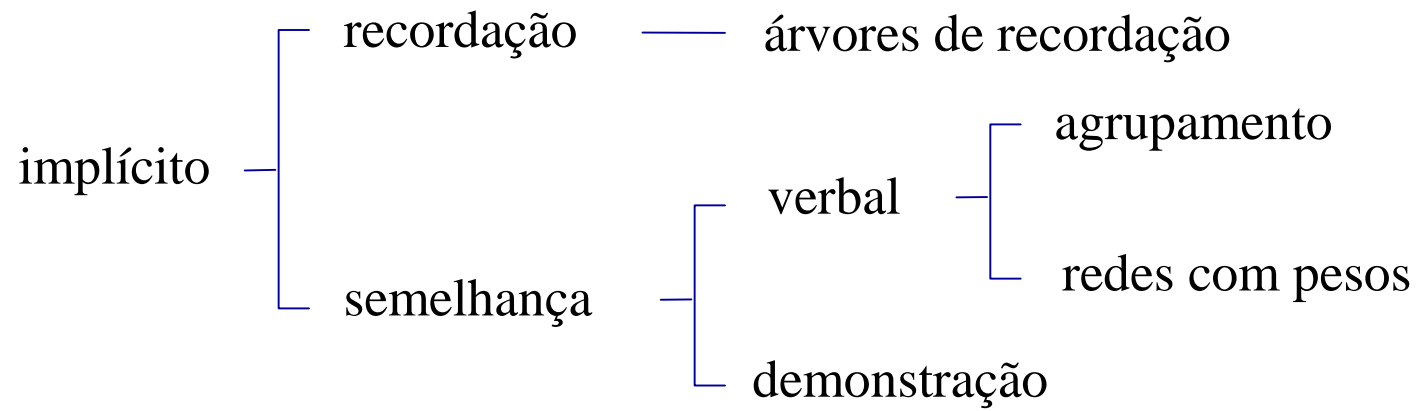 recordação
árvores de recordação
agrupamento
implícito
verbal
redes com pesos
semelhança
demonstração